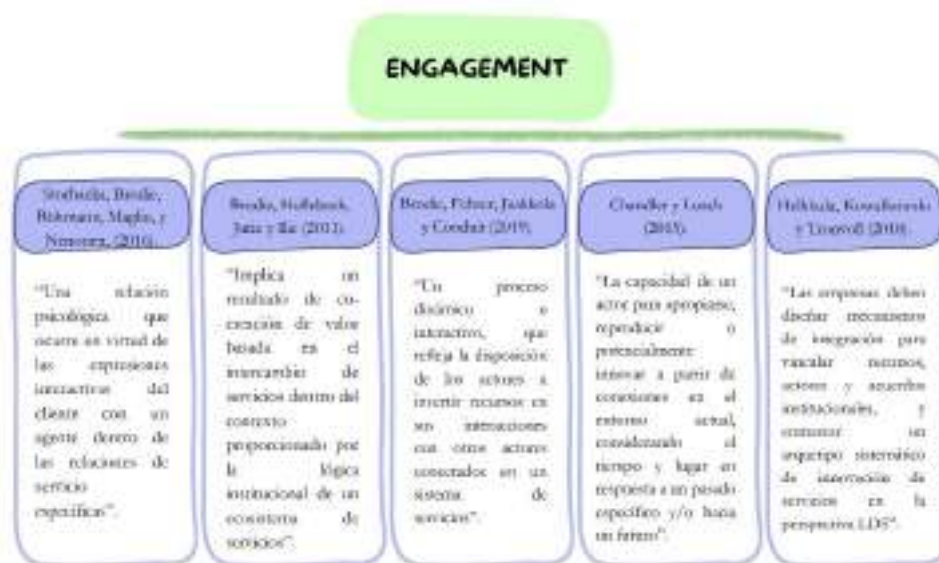 ENGAGEMENT
Storbacka, Brodie,
Böhmann, Maglio, y
Nenonen, (2016).
"Una relación
psicológica que
ocurre en virtud de
las expresiones
interactivas del
cliente con un
agente dentro de
las relaciones de
servicio
específicas".
Brodie, Hollebeek,
Juric y Ilic (2011).
"Implica un
resultado de co-
creación de valor
basada en el
intercambio de
servicios dentro del
contexto
proporcionado por
la lógica
institucional de un
ecosistema de
servicios".
Brodie, Fehrer, Jaakkola
y Conduit (2019).
"Un proceso
dinámico e
interactivo, que
refleja la disposición
de los actores a
invertir recursos en
sus interacciones
con otros actores
conectados en un
sistema de
servicios".
Chandler y Lusch
(2015).
"La capacidad de un
actor para apropiarse,
reproducir o
potencialmente
innovar a partir de
conexiones en el
entorno actual,
considerando el
tiempo y lugar en
respuesta a un pasado
específico y/o hacia
un futuro".
Helkkula, Kowalkowski
y Tronvoll (2018).
"Las empresas deben
diseñar mecanismos
de integración para
vincular recursos,
actores y acuerdos
institucionales, y
un
arquetipo sistemático
de innovación de
servicios en la
perspectiva LDS".